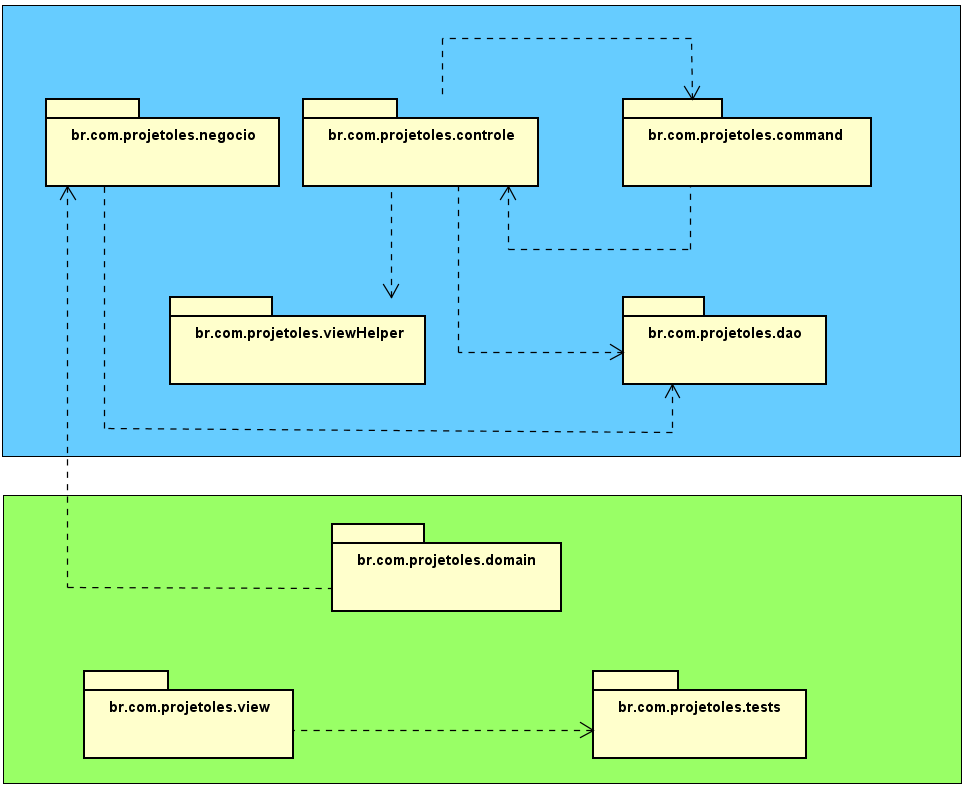 br.com.projetoles.negocio
br.com.projetoles.controle
br.com.projetoles.command
br.com.projetoles.viewHelper
br.com.projetoles.dao
br.com.projetoles.domain
br.com.projetoles.view
br.com.projetoles.tests